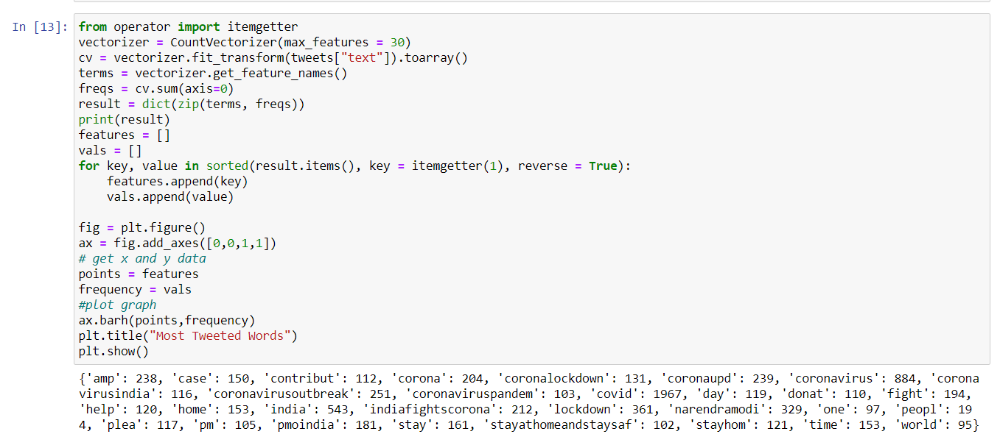 In [13]: from operator import itemgetter
vectorizer = CountVectorizer(max_features = 30)
cv = vectorizer.fit_transform(tweets["text"]).toarray()
terms = vectorizer.get_feature_names()
freqs = cv.sum(axis=0)
result = dict(zip(terms, freqs))
print(result)
features = []
vals = []
for key, value in sorted(result.items(), key = itemgetter(1), reverse = True):
    features.append(key)
    vals.append(value)

fig = plt.figure()
ax = fig.add_axes([0,0,1,1])
# get x and y data
points = features
frequency = vals
#plot graph
ax.barh(points,frequency)
plt.title("Most Tweeted Words")
plt.show()
{'amp': 238, 'case': 150, 'contribut': 112, 'corona': 204, 'coronalockdown': 131, 'coronaupd': 239, 'coronavirus': 884, 'corona
virusindia': 116, 'coronavirusoutbreak': 251, 'coronaviruspandem': 103, 'covid': 1967, 'day': 119, 'donat': 110, 'fight': 194,
'help': 120, 'home': 153, 'india': 543, 'indiafightscorona': 212, 'lockdown': 361, 'narendramodi': 329, 'one': 97, 'peopl': 19
4, 'plea': 117, 'pm': 105, 'pmoindia': 181, 'stay': 161, 'stayathomeandstaysaf': 102, 'stayhom': 121, 'time': 153, 'world': 95}